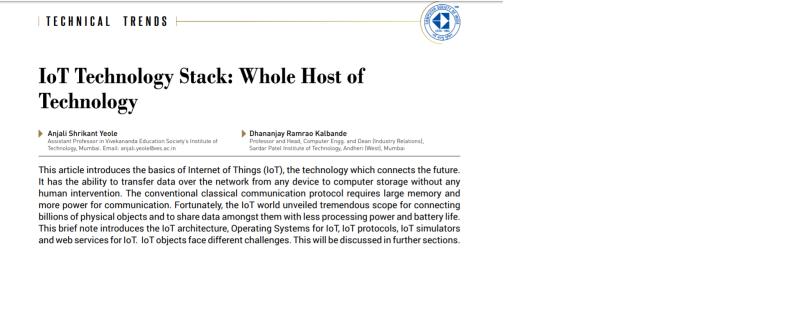 TECHNICAL TRENDS
IoT Technology Stack: Whole Host of
Technology
Anjali Shrikant Yeole
Assistant Professor in Vivekananda Education Society's Institute of
Technology, Mumbai. Email: anjali.yeole@ves.ac.in
Dhananjay Ramrao Kalbande
Professor and Head, Computer Engg. and Dean (Industry Relations),
Sardar Patel Institute of Technology, Andheri (West), Mumbai
This article introduces the basics of Internet of Things (IoT), the technology which connects the future.
It has the ability to transfer data over the network from any device to computer storage without any
human intervention. The conventional classical communication protocol requires large memory and
more power for communication. Fortunately, the IoT world unveiled tremendous scope for connecting
billions of physical objects and to share data amongst them with less processing power and battery life.
This brief note introduces the IoT architecture, Operating Systems for IoT, IoT protocols, IoT simulators
and web services for IoT. IoT objects face different challenges. This will be discussed in further sections.